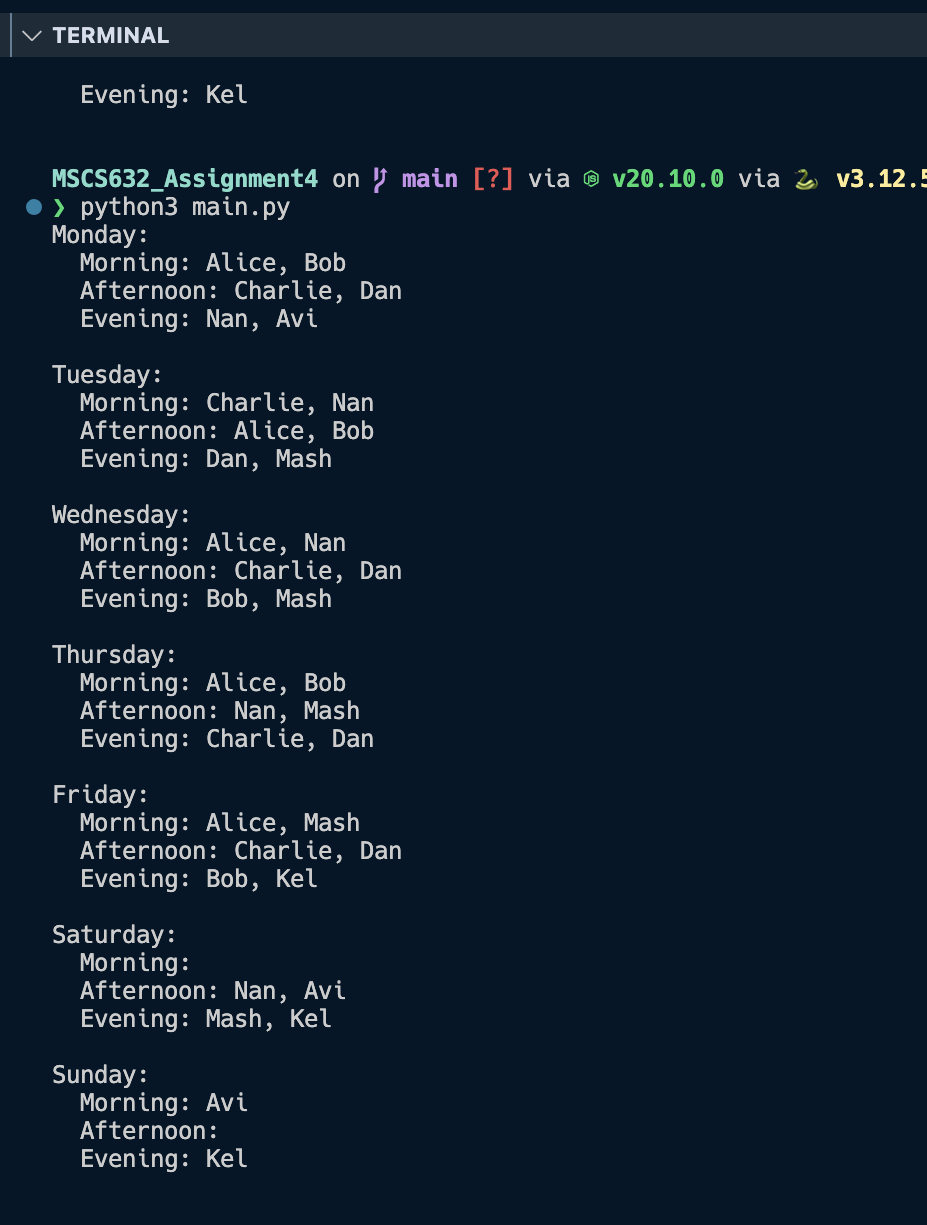 TERMINAL
Evening: Kel
MSCS632_Assignment4 on main [?] via v20.10.0 via v3.12.5
❯ python3 main.py
Monday:
Morning: Alice, Bob
Afternoon: Charlie, Dan
Evening: Nan, Avi
Tuesday:
Morning: Charlie, Nan
Afternoon: Alice, Bob
Evening: Dan, Mash
Wednesday:
Morning: Alice, Nan
Afternoon: Charlie, Dan
Evening: Bob, Mash
Thursday:
Morning: Alice, Bob
Afternoon: Nan, Mash
Evening: Charlie, Dan
Friday:
Morning: Alice, Mash
Afternoon: Charlie, Dan
Evening: Bob, Kel
Saturday:
Morning:
Afternoon: Nan, Avi
Evening: Mash, Kel
Sunday:
Morning: Avi
Afternoon:
Evening: Kel